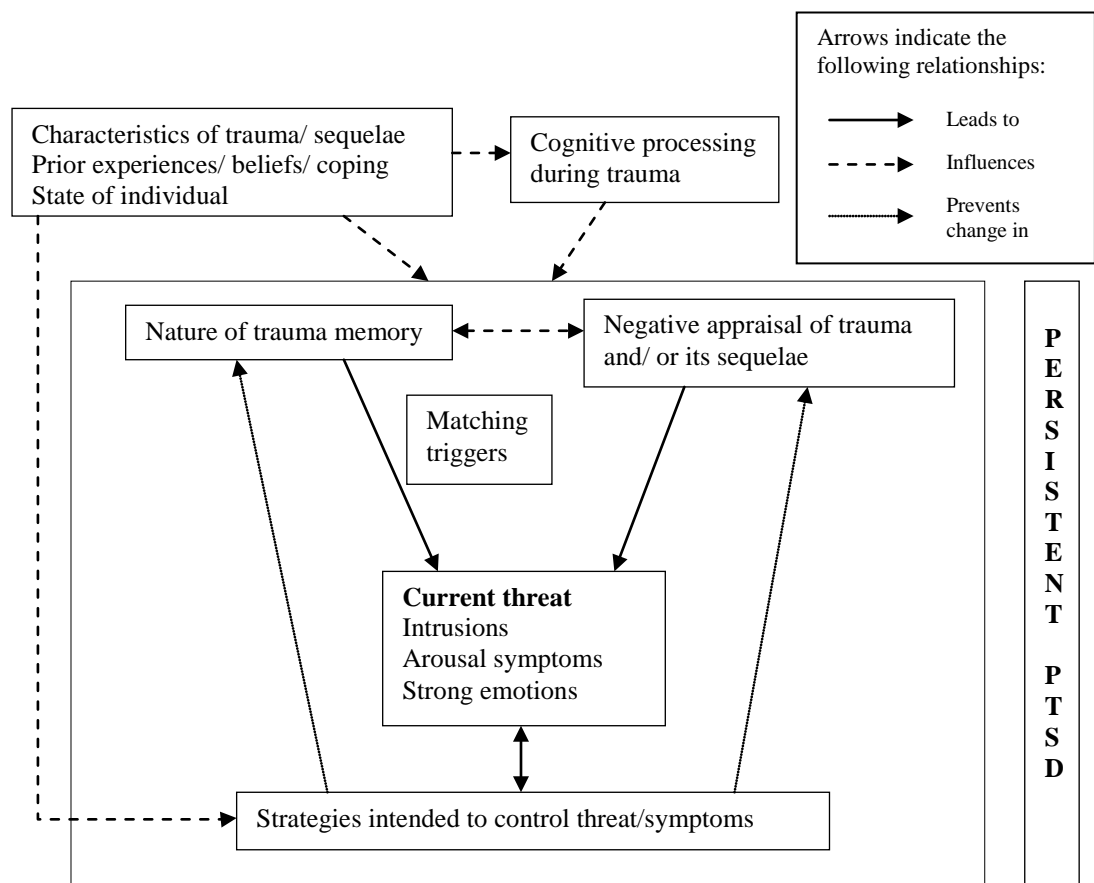 Arrows indicate the
following relationships:
Leads to
Influences
Prevents
change in
Characteristics of trauma/ sequelae
Prior experiences/ beliefs/ coping
State of individual
Cognitive processing
during trauma
Nature of trauma memory
Negative appraisal of trauma
and/ or its sequelae
Matching
triggers
Current threat
Intrusions
Arousal symptoms
Strong emotions
Strategies intended to control threat/symptoms
P
E
R
S
I
S
T
E
N
T
P
T
S
D